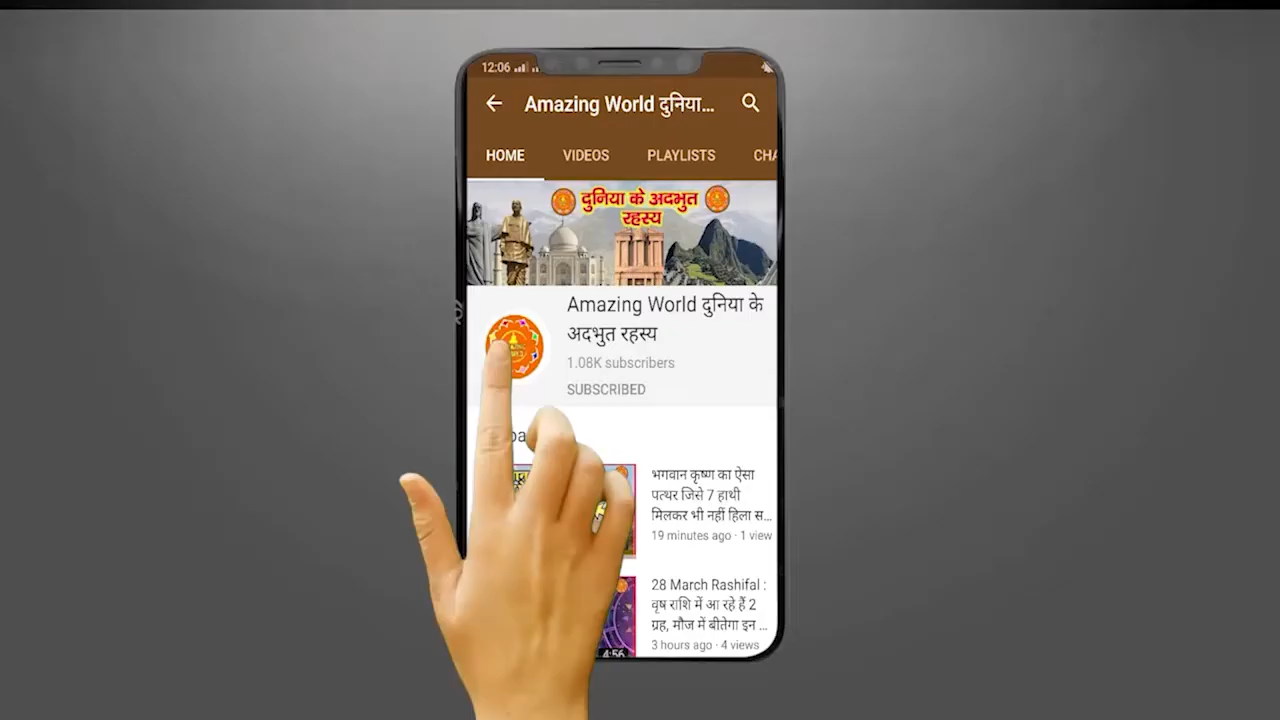 12:06
Amazing World दुनिया...
HOME VIDEOS PLAYLISTS CHA
दुनिया के अदभुत
रहस्य
Amazing World दुनिया के
अदभुत रहस्य
1.08K subscribers
SUBSCRIBED
भगवान कृष्ण का ऐसा
पत्थर जिसे 7 हाथी
मिलकर भी नहीं हिला स...
19 minutes ago · 1 view
28 March Rashifal :
वृष राशि में आ रहे हैं 2
ग्रह, मौज में बीतेगा इन ...
3 hours ago · 4 views
4:56